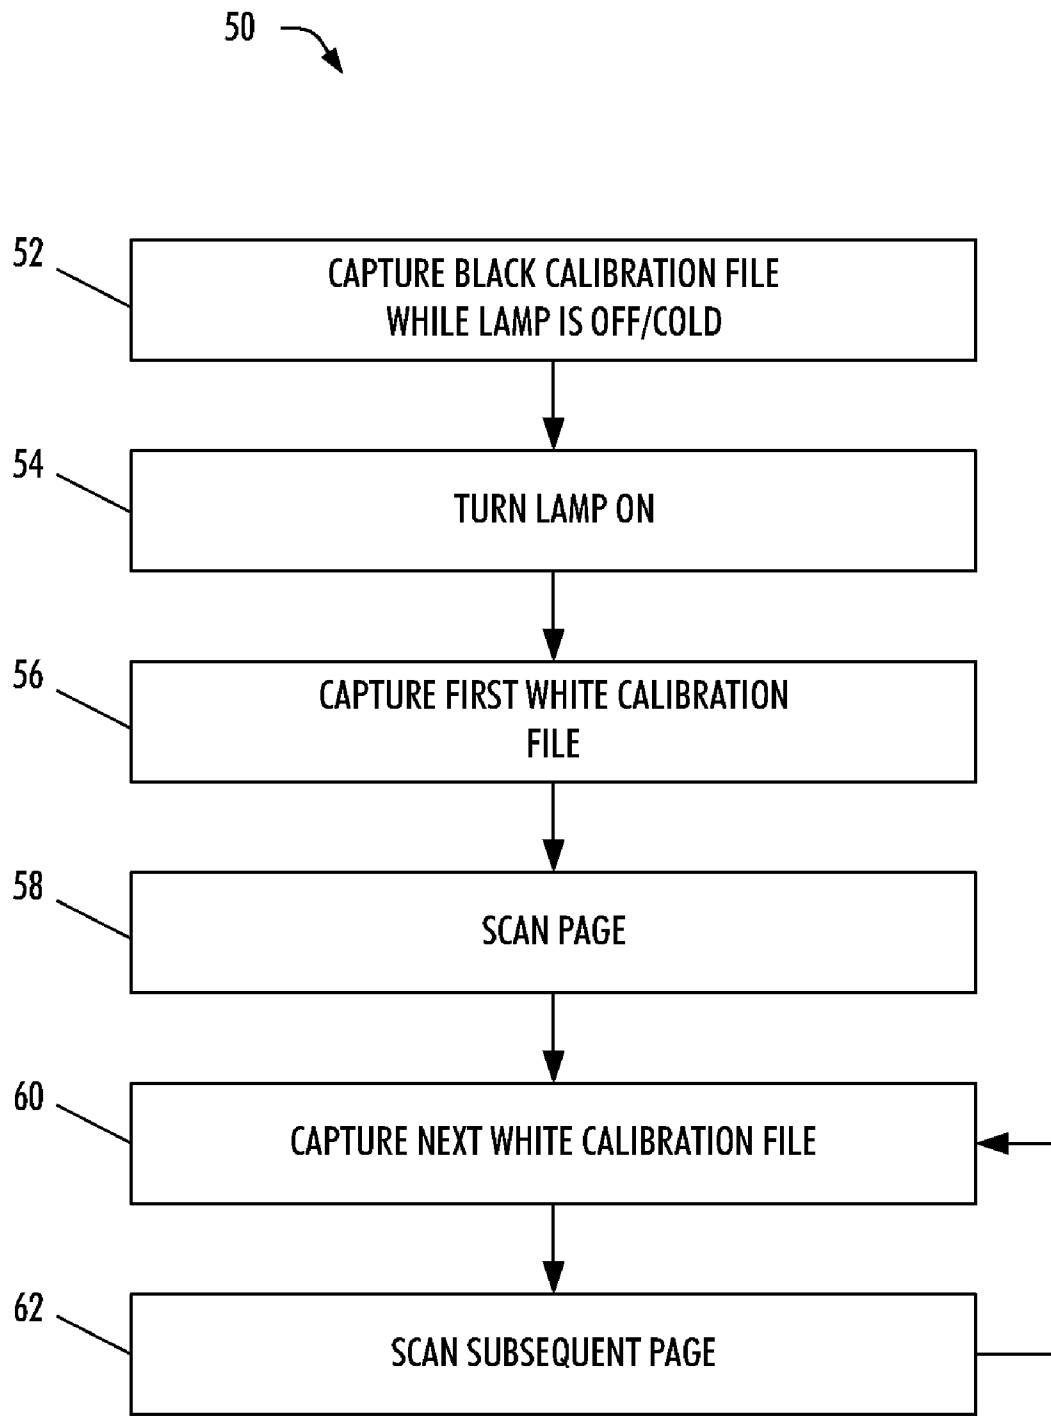 50
52
CAPTURE BLACK CALIBRATION FILE
WHILE LAMP IS OFF/COLD
54
TURN LAMP ON
56
CAPTURE FIRST WHITE CALIBRATION
FILE
58
SCAN PAGE
60
CAPTURE NEXT WHITE CALIBRATION FILE
62
SCAN SUBSEQUENT PAGE